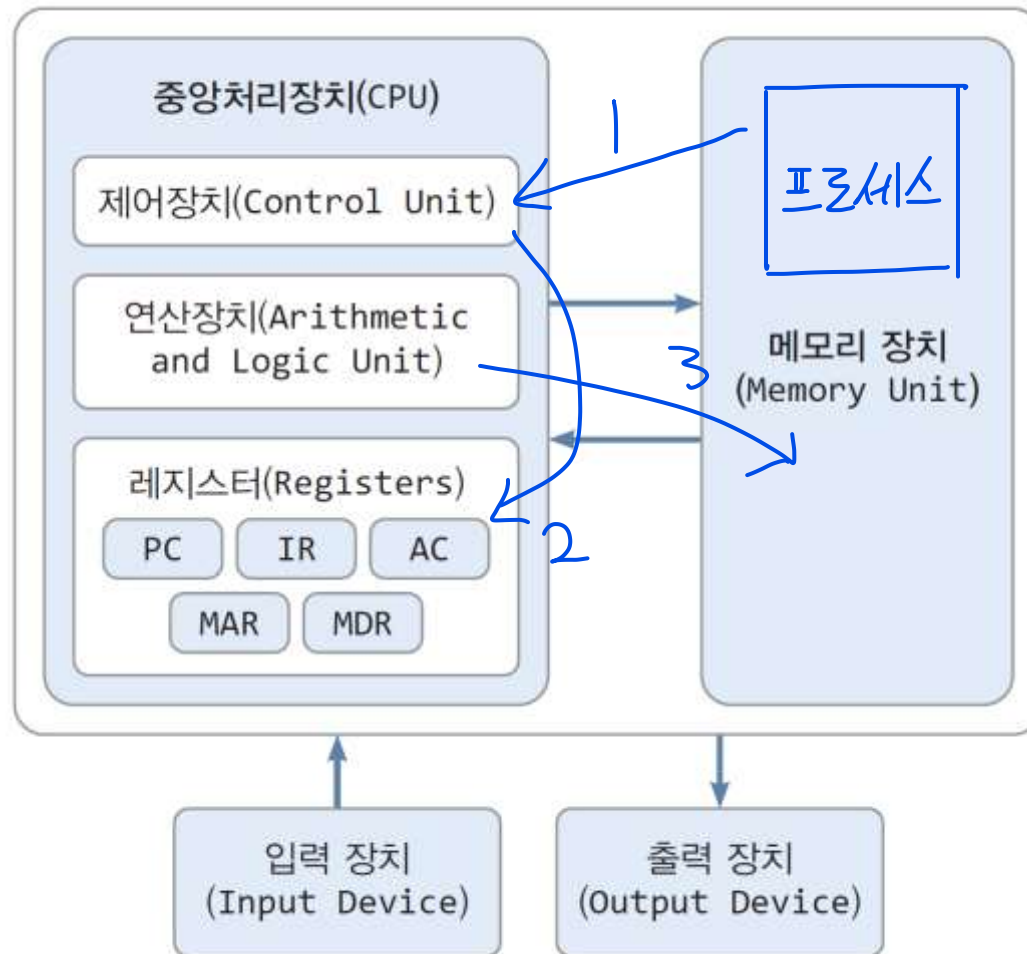 중앙처리장치(CPU)
제어장치(Control Unit)
연산장치(Arithmetic
and Logic Unit)
레지스터(Registers)
PC IR AC
MAR MDR
1
2
3
프로세스
메모리 장치
(Memory Unit)
입력 장치
(Input Device)
출력 장치
(Output Device)